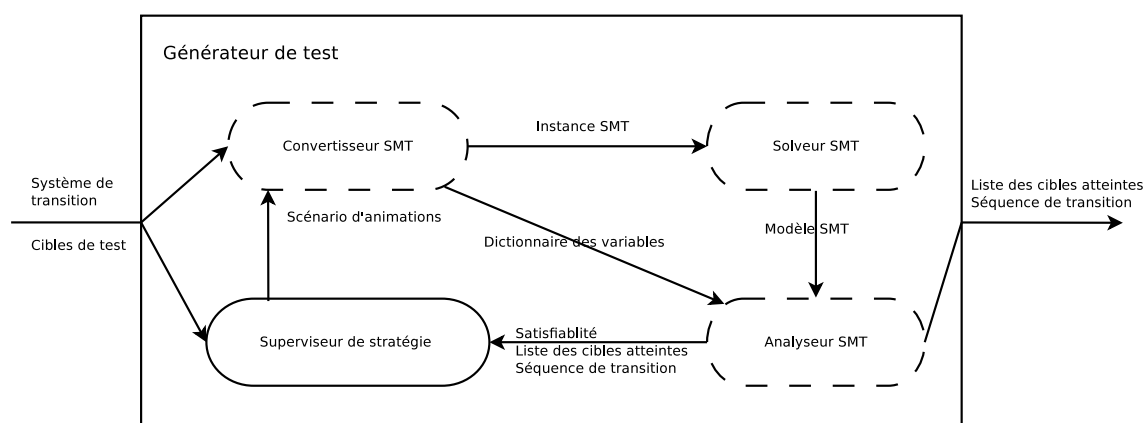 Générateur de test
Convertisseur SMT
Instance SMT
Solveur SMT
Système de
transition
Cibles de test
Scénario d'animations
Dictionnaire des variables
Modèle SMT
Liste des cibles atteintes
Séquence de transition
Superviseur de stratégie
Satisfiablité
Liste des cibles atteintes
Séquence de transition
Analyseur SMT